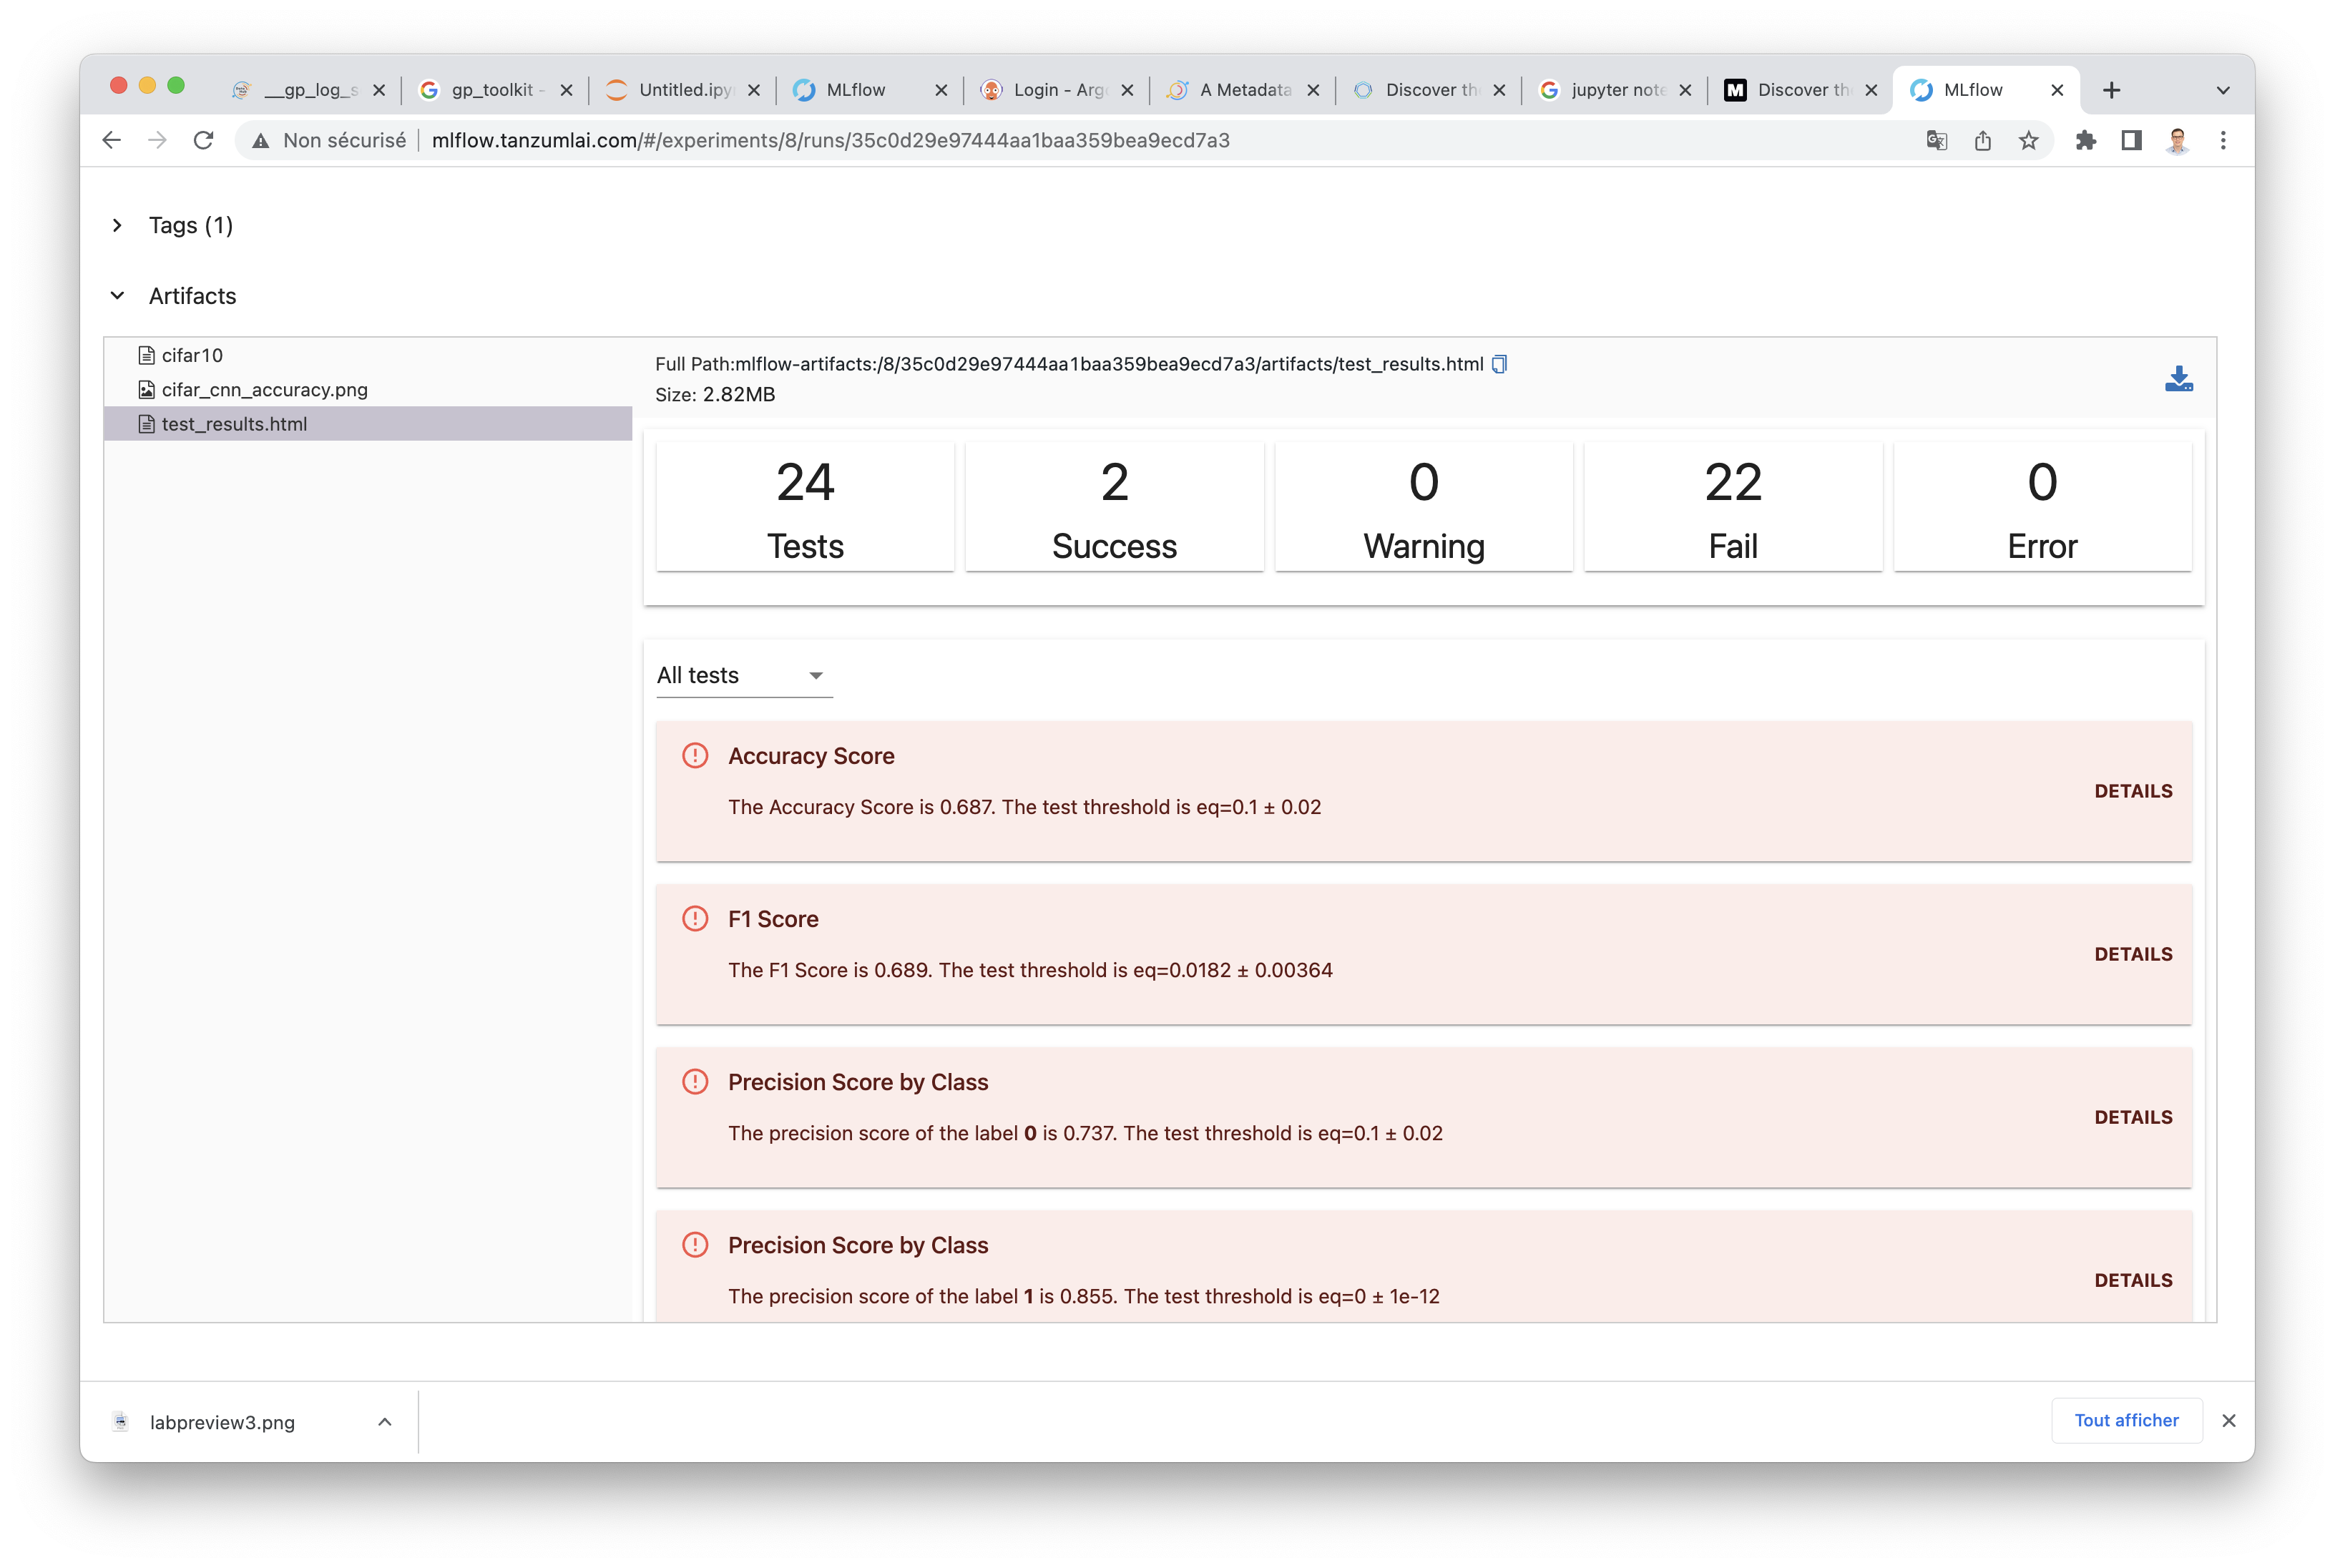 __gp_log_s
gp_toolkit -
Untitled.ipy
MLflow
Login - Argo
A Metadata
Discover th
jupyter note
Discover th
MLflow
Non sécurisé
mlflow.tanzumlai.com/#/experiments/8/runs/35c0d29e97444aa1baa359bea9ecd7a3
Tags (1)
Artifacts
cifar10
cifar_cnn_accuracy.png
test_results.html
Full Path:mlflow-artifacts:/8/35c0d29e97444aa1baa359bea9ecd7a3/artifacts/test_results.html
Size: 2.82MB
24
Tests
2
Success
0
Warning
22
Fail
0
Error
All tests
Accuracy Score
The Accuracy Score is 0.687. The test threshold is eq=0.1 ± 0.02
DETAILS
F1 Score
The F1 Score is 0.689. The test threshold is eq=0.0182 ± 0.00364
DETAILS
Precision Score by Class
The precision score of the label 0 is 0.737. The test threshold is eq=0.1 ± 0.02
DETAILS
Precision Score by Class
The precision score of the label 1 is 0.855. The test threshold is eq=0 ± 1e-12
DETAILS
labpreview3.png
Tout afficher